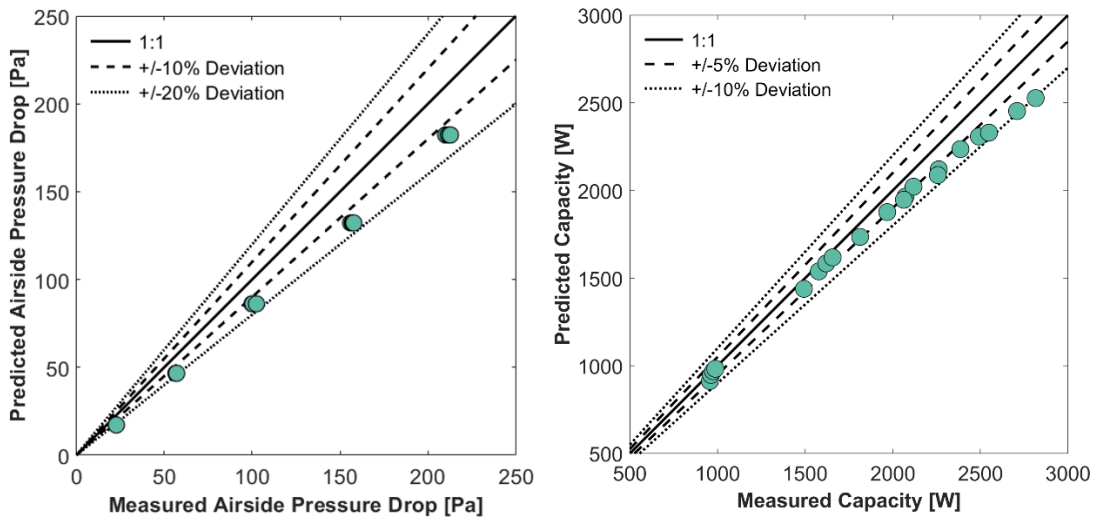 250
200
150
100
50
0
Predicted Airside Pressure Drop [Pa]
1:1
+/-10% Deviation
+/-20% Deviation
0 50 100 150 200 250
Measured Airside Pressure Drop [Pa]
3000
2500
2000
1500
1000
500
Predicted Capacity [W]
1:1
+/-5% Deviation
+/-10% Deviation
500 1000 1500 2000 2500 3000
Measured Capacity [W]